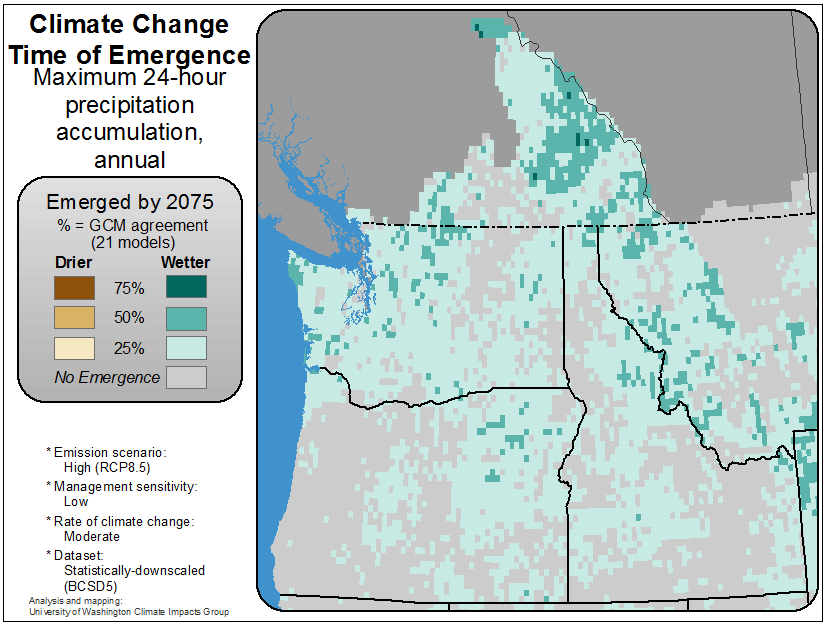 Climate Change
Time of Emergence
Maximum 24-hour
precipitation
accumulation,
annual
Emerged by 2075
% = GCM agreement
(21 models)
Drier Wetter
75%
50%
25%
No Emergence
* Emission scenario:
High (RCP8.5)
* Management sensitivity:
Low
* Rate of climate change:
Moderate
* Dataset:
Statistically-downscaled
(BCSD5)
Analysis and mapping:
University of Washington Climate Impacts Group